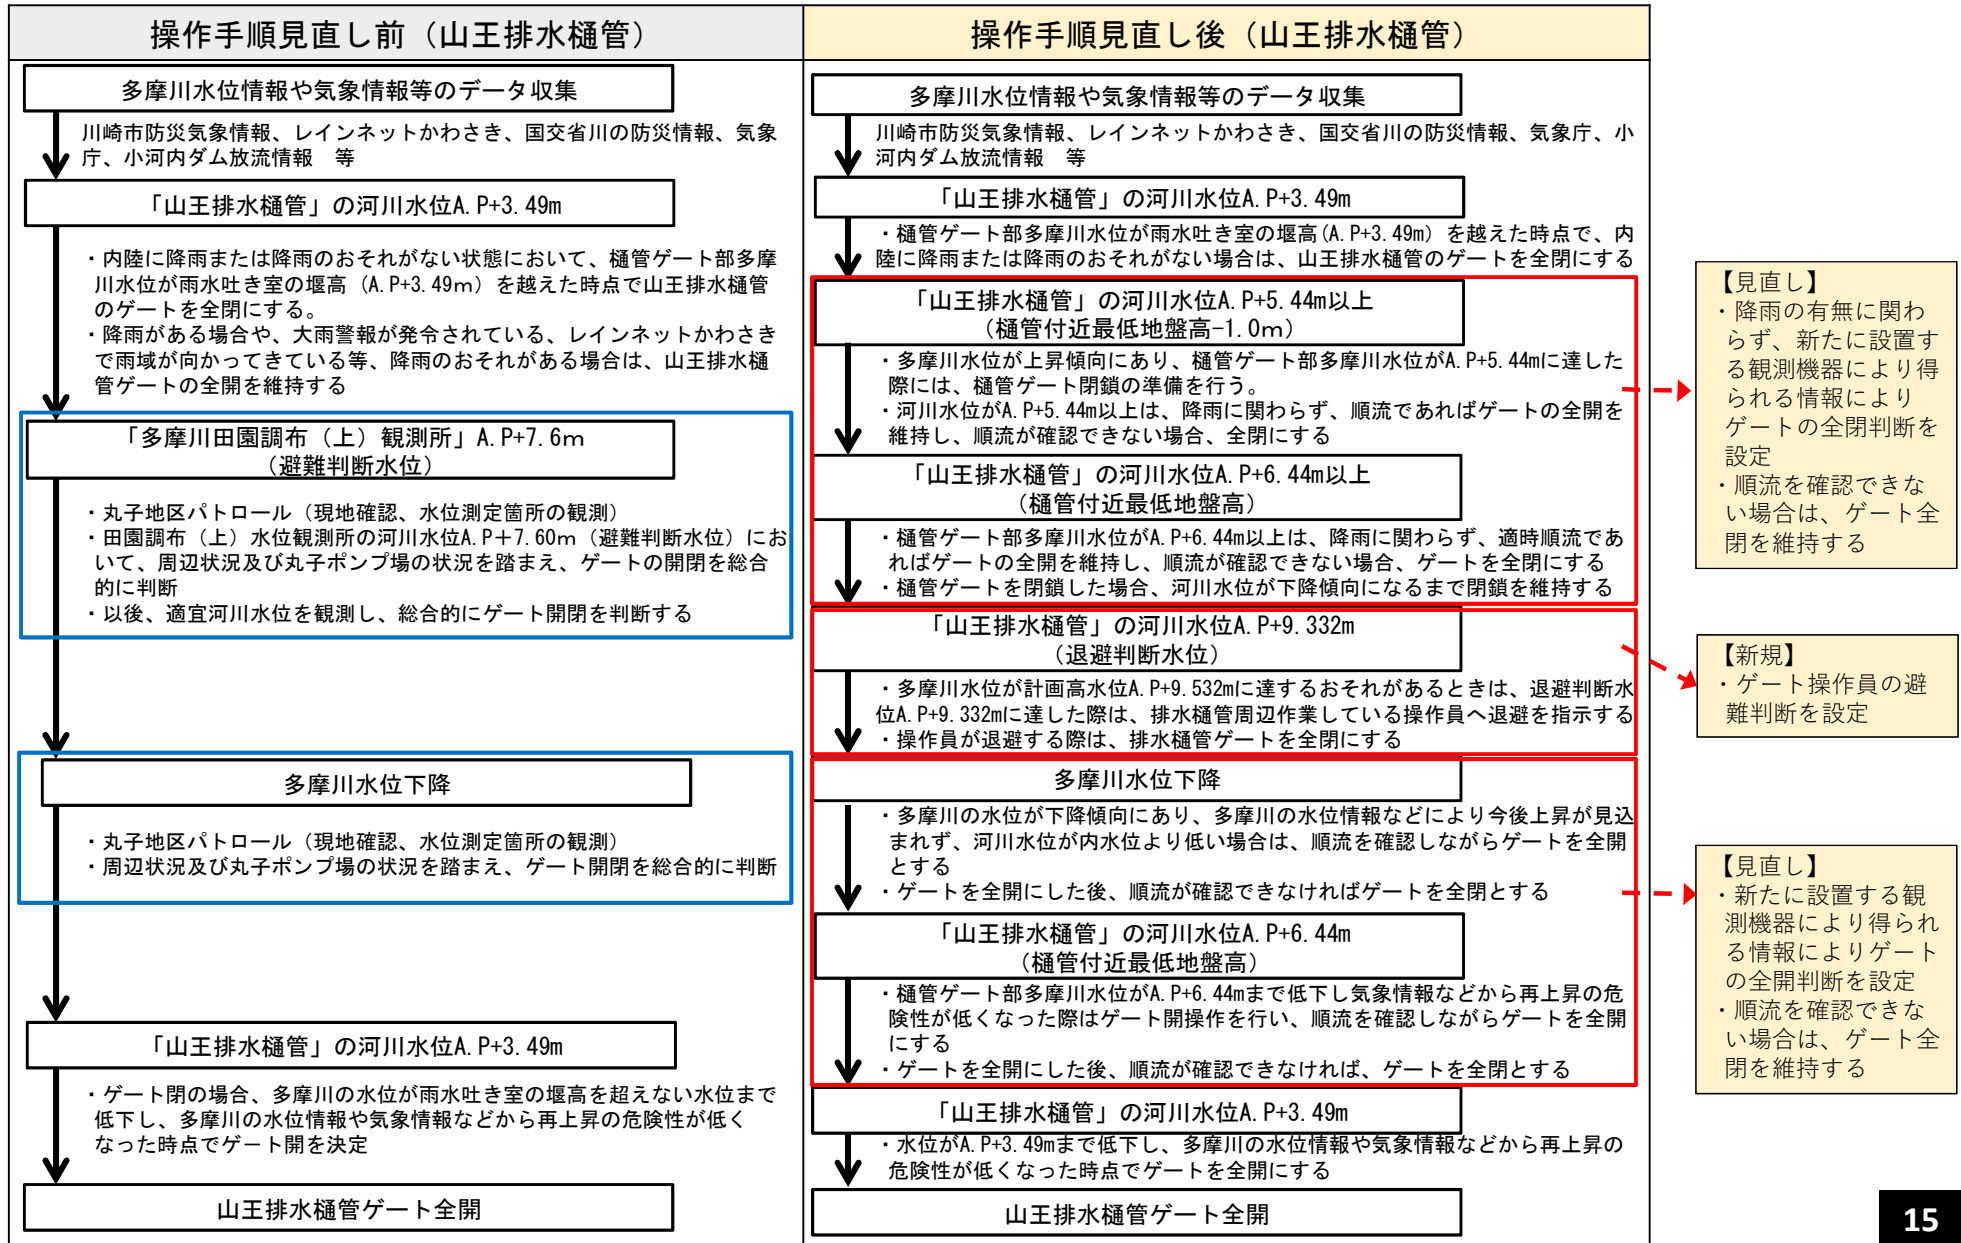 操作手順見直し前（山王排水樋管）
多摩川水位情報や気象情報等のデータ収集
川崎市防災気象情報、レインネットかわさき、国交省川の防災情報、気象
庁、小河内ダム放流情報　等
「山王排水樋管」の河川水位A.P+3.49m
・内陸に降雨または降雨のおそれがない状態において、樋管ゲート部多摩
川水位が雨水吐き室の堰高（A.P+3.49ｍ）を越えた時点で山王排水樋管
のゲートを全閉にする。
・降雨がある場合や、大雨警報が発令されている、レインネットかわさき
で雨域が向かってきている等、降雨のおそれがある場合は、山王排水樋
管ゲートの全開を維持する
「多摩川田園調布（上）観測所」A.P+7.6ｍ
（避難判断水位）
・丸子地区パトロール（現地確認、水位測定箇所の観測）
・田園調布（上）水位観測所の河川水位A.P＋7.60ｍ（避難判断水位）にお
いて、周辺状況及び丸子ポンプ場の状況を踏まえ、ゲートの開閉を総合
的に判断
・以後、適宜河川水位を観測し、総合的にゲート開閉を判断する
多摩川水位下降
・丸子地区パトロール（現地確認、水位測定箇所の観測）
・周辺状況及び丸子ポンプ場の状況を踏まえ、ゲート開閉を総合的に判断
「山王排水樋管」の河川水位A.P+3.49m
・ゲート閉の場合、多摩川の水位が雨水吐き室の堰高を超えない水位まで
低下し、多摩川の水位情報や気象情報などから再上昇の危険性が低く
なった時点でゲート開を決定
山王排水樋管ゲート全開
操作手順見直し後（山王排水樋管）
多摩川水位情報や気象情報等のデータ収集
川崎市防災気象情報、レインネットかわさき、国交省川の防災情報、気象庁、小
河内ダム放流情報　等
「山王排水樋管」の河川水位A.P+3.49m
・樋管ゲート部多摩川水位が雨水吐き室の堰高(A.P+3.49m）を越えた時点で、内
陸に降雨または降雨のおそれがない場合は、山王排水樋管のゲートを全閉にする
「山王排水樋管」の河川水位A.P+5.44m以上
（樋管付近最低地盤高-1.0ｍ）
・多摩川水位が上昇傾向にあり、樋管ゲート部多摩川水位がA.P+5.44mに達した
際には、樋管ゲート閉鎖の準備を行う。
・河川水位がA.P+5.44m以上は、降雨に関わらず、順流であればゲートの全開を
維持し、順流が確認できない場合、全閉にする
「山王排水樋管」の河川水位A.P+6.44m以上
（樋管付近最低地盤高）
・樋管ゲート部多摩川水位がA.P+6.44m以上は、降雨に関わらず、適時順流であ
ればゲートの全開を維持し、順流が確認できない場合、ゲートを全閉にする
・樋管ゲートを閉鎖した場合、河川水位が下降傾向になるまで閉鎖を維持する
「山王排水樋管」の河川水位A.P+9.332m
（退避判断水位）
・多摩川水位が計画高水位A.P+9.532mに達するおそれがあるときは、退避判断水
位A.P+9.332mに達した際は、排水樋管周辺作業している操作員へ退避を指示する
・操作員が退避する際は、排水樋管ゲートを全閉にする
多摩川水位下降
・多摩川の水位が下降傾向にあり、多摩川の水位情報などにより今後上昇が見込
まれず、河川水位が内水位より低い場合は、順流を確認しながらゲートを全開
とする
・ゲートを全開にした後、順流が確認できなければゲートを全閉とする
「山王排水樋管」の河川水位A.P+6.44m
（樋管付近最低地盤高）
・樋管ゲート部多摩川水位がA.P+6.44mまで低下し気象情報などから再上昇の危
険性が低くなった際はゲート開操作を行い、順流を確認しながらゲートを全開
にする
・ゲートを全開にした後、順流が確認できなければ、ゲートを全閉とする
「山王排水樋管」の河川水位A.P+3.49m
・水位がA.P+3.49mまで低下し、多摩川の水位情報や気象情報などから再上昇の
危険性が低くなった時点でゲートを全開にする
山王排水樋管ゲート全開
【見直し】
・降雨の有無に関わ
らず、新たに設置す
る観測機器により得
られる情報により
ゲートの全閉判断を
設定
・順流を確認できな
い場合は、ゲート全
閉を維持する
【新規】
・ゲート操作員の避
難判断を設定
【見直し】
・新たに設置する観
測機器により得られ
る情報によりゲート
の全開判断を設定
・順流を確認できな
い場合は、ゲート全
閉を維持する
15